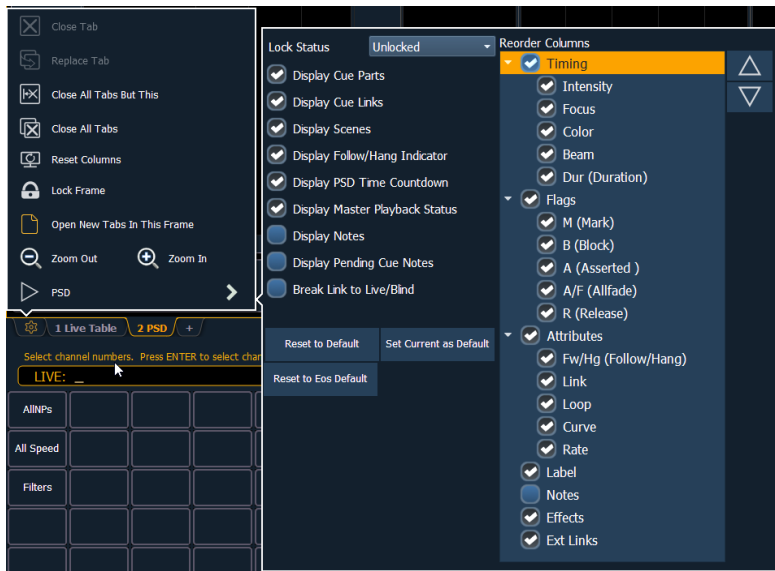 Close Tab
Replace Tab
Close All Tabs But This
Close All Tabs
Reset Columns
Lock Frame
Open New Tabs In This Frame
Zoom Out Zoom In
PSD
Lock Status Unlocked
Display Cue Parts
Display Cue Links
Display Scenes
Display Follow/Hang Indicator
Display PSD Time Countdown
Display Master Playback Status
Display Notes
Display Pending Cue Notes
Break Link to Live/Blind
Reset to Default Set Current as Default
Reset to Eos Default
Reorder Columns
Timing
Intensity
Focus
Color
Beam
Dur (Duration)
Flags
M (Mark)
B (Block)
A (Asserted )
A/F (Allfade)
R (Release)
Attributes
Fw/Hg (Follow/Hang)
Link
Loop
Curve
Rate
Label
Notes
Effects
Ext Links
1 Live Table 2 PSD +
Select channel numbers. Press ENTER to select chan
LIVE: _
AllNPs
All Speed
Filters